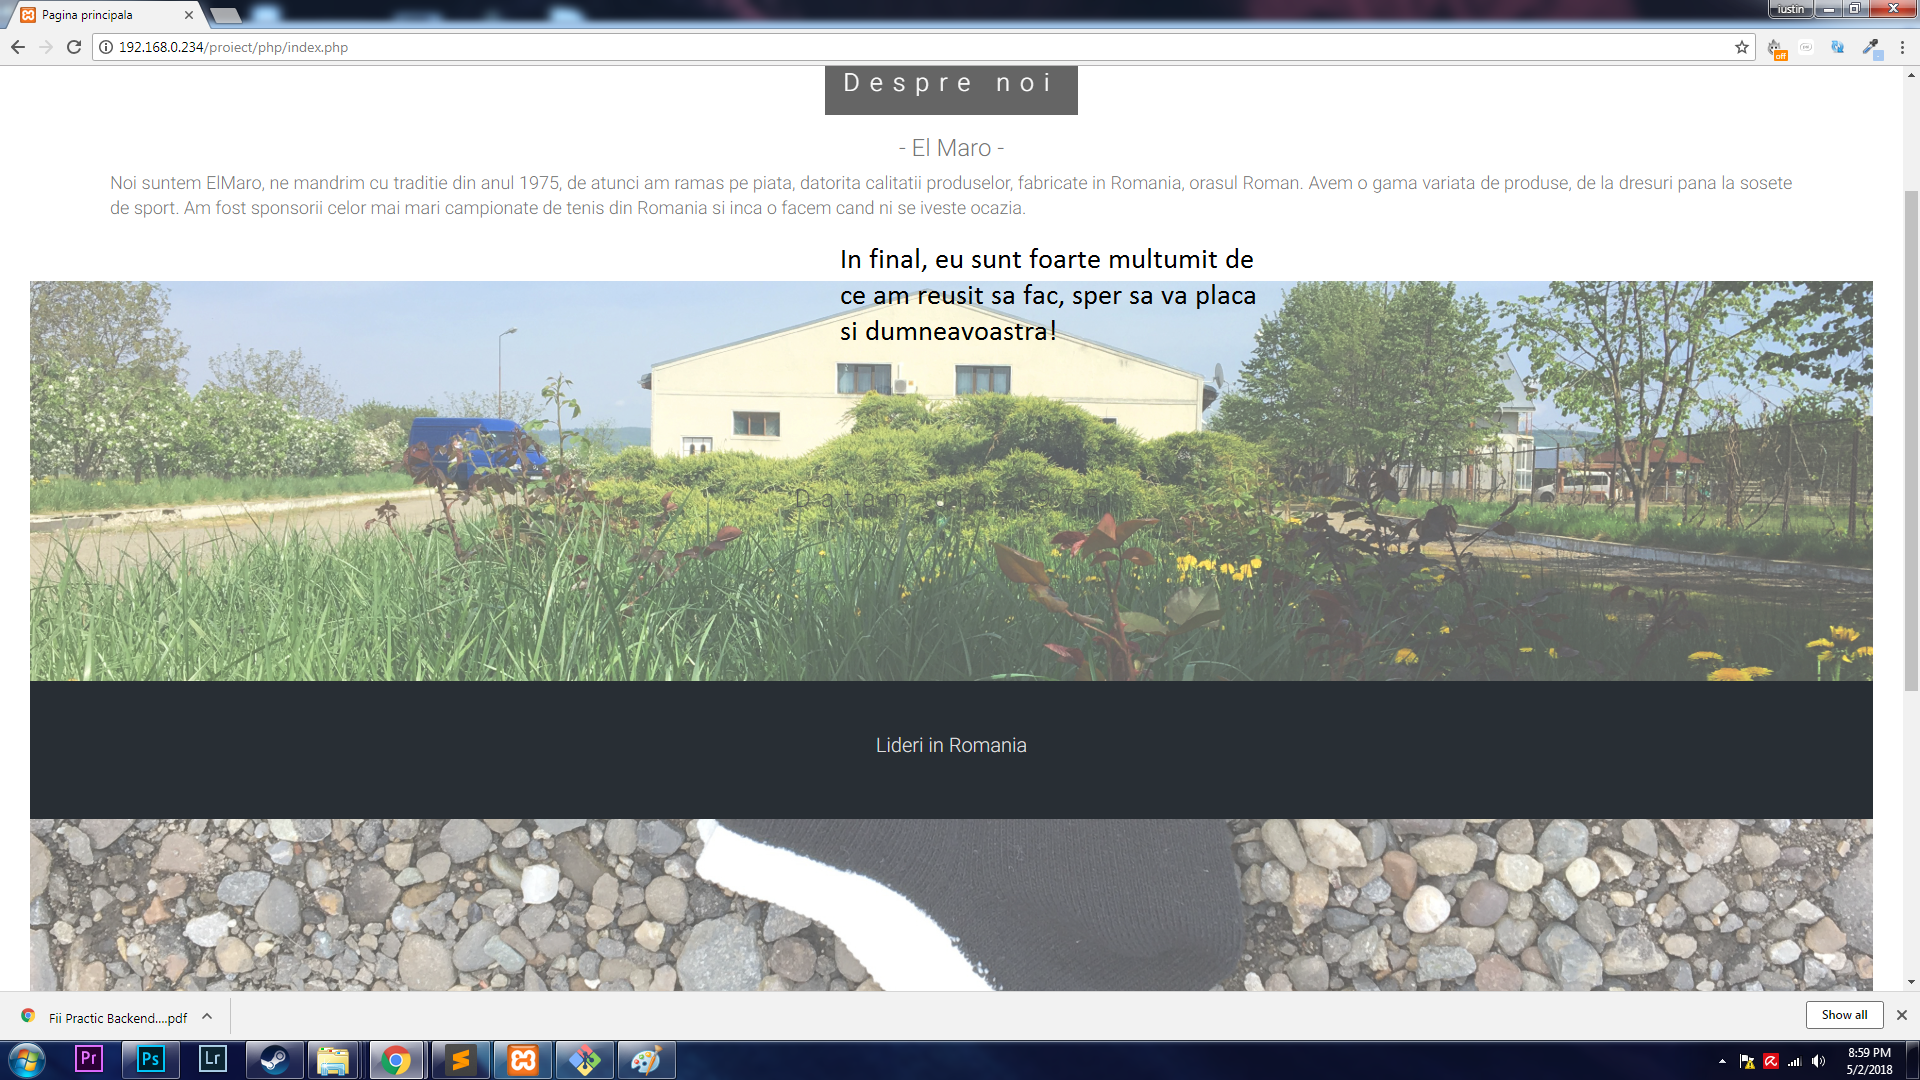 Pagina principala
iustin
192.168.0.234/proiect/php/index.php
off
Despre noi
- El Maro -
Noi suntem ElMaro, ne mandrim cu traditie din anul 1975, de atunci am ramas pe piata, datorita calitatii produselor, fabricate in Romania, orasul Roman. Avem o gama variata de produse, de la dresuri pana la sosete
de sport. Am fost sponsorii celor mai mari campionate de tenis din Romania si inca o facem cand ni se iveste ocazia.
In final, eu sunt foarte multumit de
ce am reusit sa fac, sper sa va placa
si dumneavoastra!
Lideri in Romania
Fii Practic Backend....pdf
Show all
Pr
Ps
Lr
8:59 PM
5/2/2018